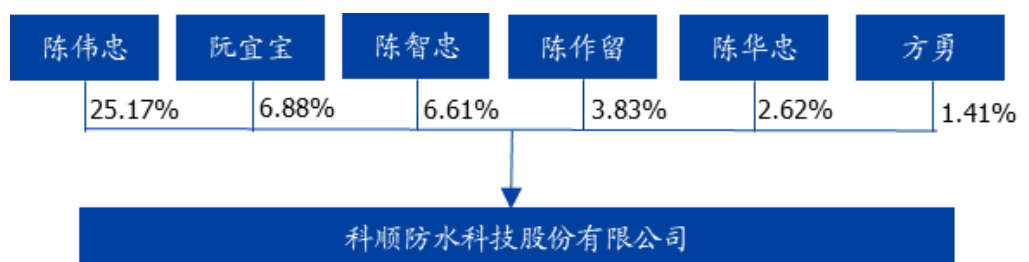 陈伟忠 阮宜宝 陈智忠 陈作留 陈华忠 方勇
25.17% 6.88% 6.61% 3.83% 2.62% 1.41%
科顺防水科技股份有限公司